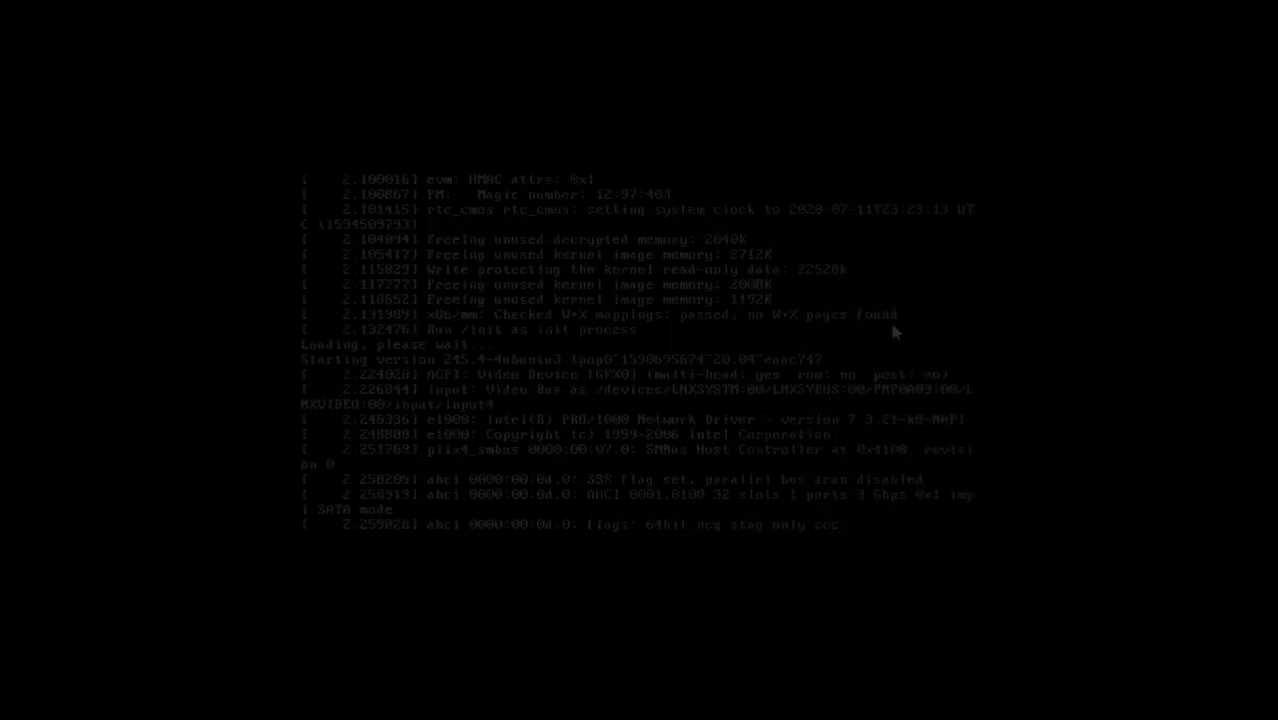 [    2.100016] evm: HMAC attrs: 0x1
[    2.100867] PM:   Magic number: 12:97:403
[    2.101415] rtc_cmos rtc_cmos: setting system clock to 2020-07-11T23:23:13 UT
C (1594509793)
[    2.104094] Freeing unused decrypted memory: 2040K
[    2.105417] Freeing unused kernel image memory: 2712K
[    2.115829] Write protecting the kernel read-only data: 22528k
[    2.117777] Freeing unused kernel image memory: 2008K
[    2.118652] Freeing unused kernel image memory: 1192K
[    2.131989] x86/mm: Checked W+X mappings: passed, no W+X pages found.
[    2.132476] Run /init as init process
Loading, please wait...
Starting version 245.4-4ubuntu3
[    2.224026] ACPI: Video Device [GFX0] (multi-head: yes  rom: no  post: no)
[    2.226844] input: Video Bus as /devices/LNXSYSTM:00/LNXSYBUS:00/PNP0A03:00/L
NXVIDEO:00/input/input4
[    2.248336] e1000: Intel(R) PRO/1000 Network Driver - version 7.3.21-k8-NAPI
[    2.248889] e1000: Copyright (c) 1999-2006 Intel Corporation.
[    2.251769] piix4_smbus 0000:00:07.0: SMBus Host Controller at 0x4100, revisi
on 0
[    2.258289] ahci 0000:00:0d.0: SSS flag set, parallel bus scan disabled
[    2.258919] ahci 0000:00:0d.0: AHCI 0001.0100 32 slots 1 ports 3 Gbps 0x1 imp
l SATA mode
[    2.259828] ahci 0000:00:0d.0: flags: 64bit ncq stag only ccc